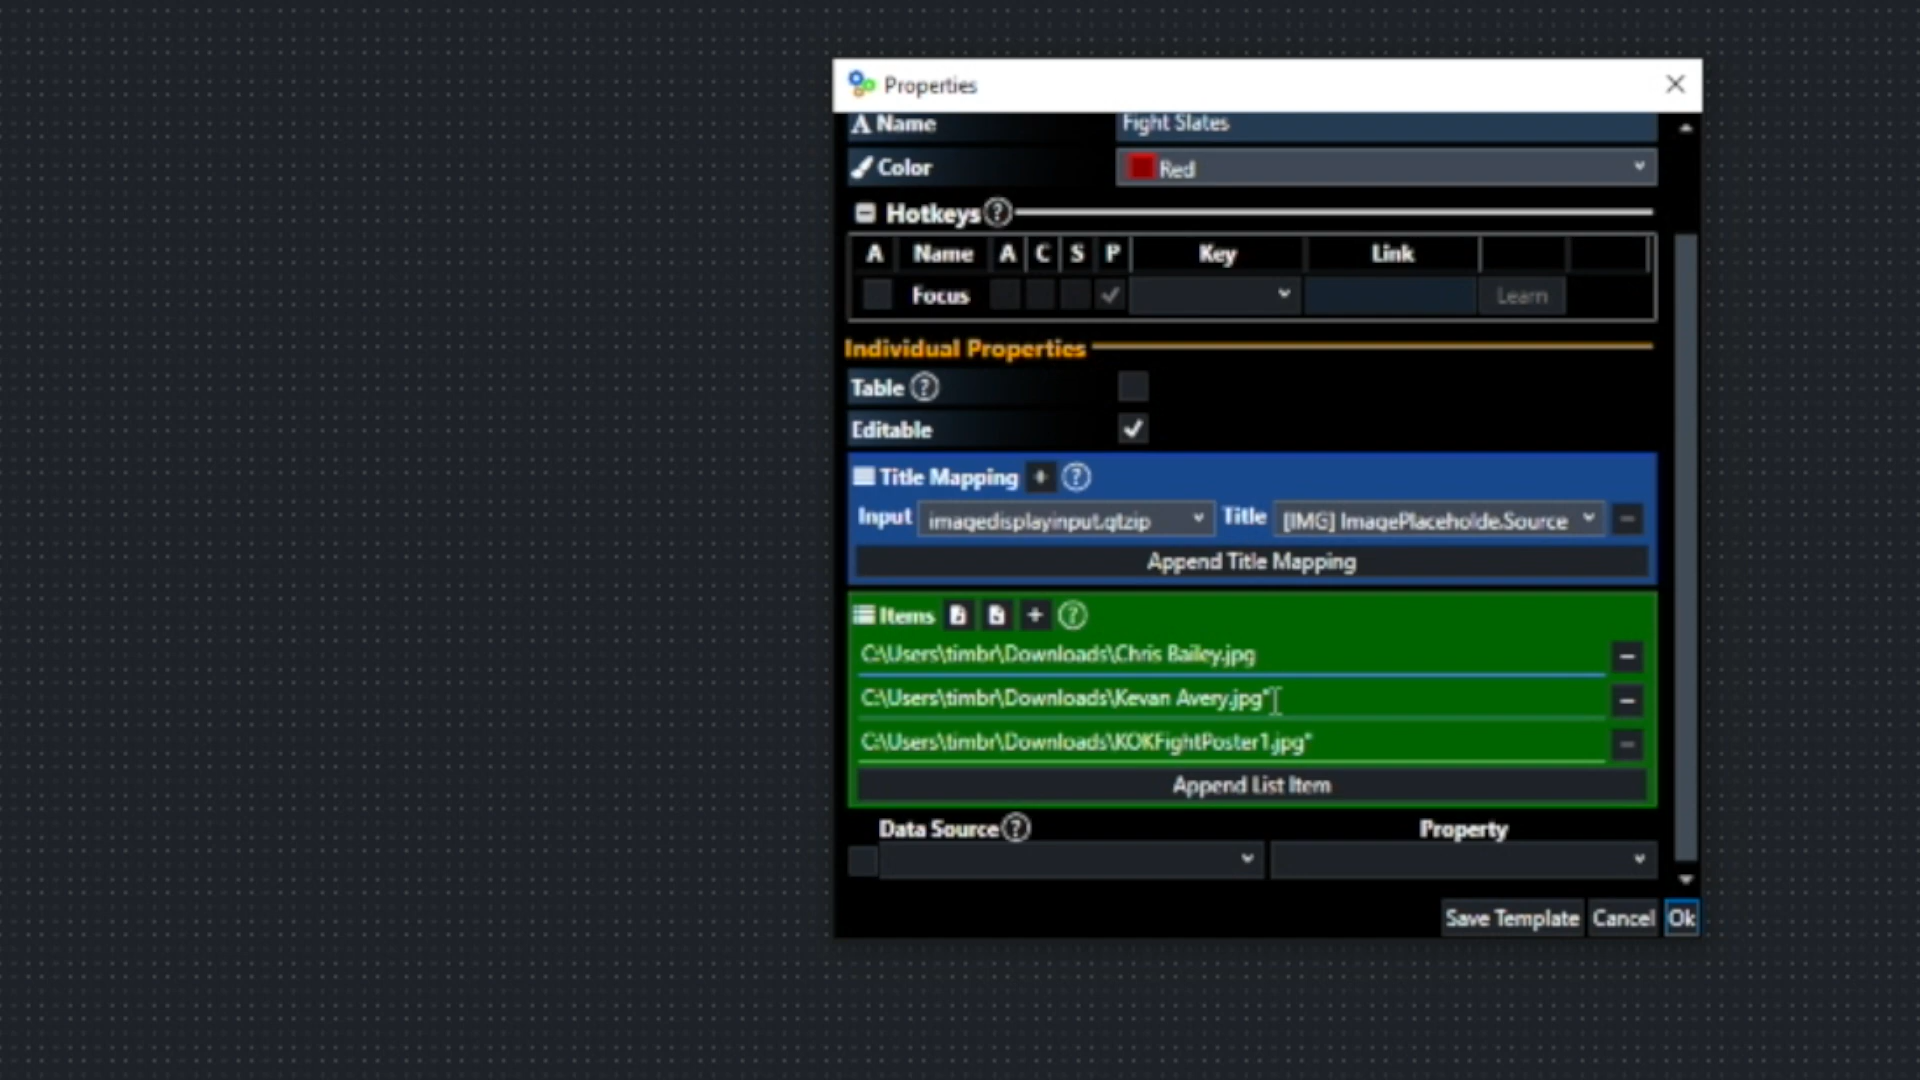 Properties
Name
Fight Slates
Color
Red
Hotkeys ?
A Name A C S P Key Link
Focus Learn
Individual Properties
Table ?
Editable
Title Mapping + ?
Input imagedisplayinput.gtzip Title [IMG] ImagePlaceholde.Source
Append Title Mapping
Items + ?
C:\Users\timbr\Downloads\Chris Bailey.jpg
C:\Users\timbr\Downloads\Kevan Avery.jpg"
C:\Users\timbr\Downloads\KOKFightPoster1.jpg"
Append List Item
Data Source ? Property
Save Template Cancel Ok